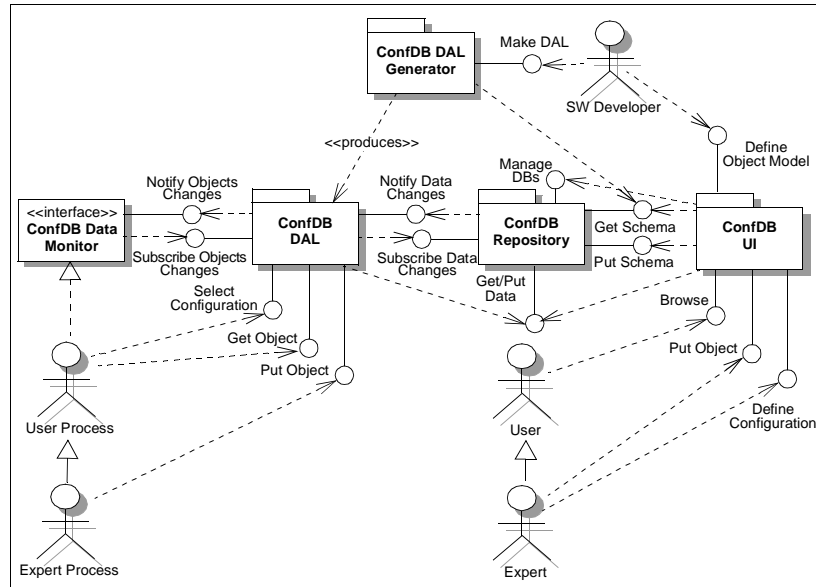 ConfDB DAL
Generator
Make DAL
SW Developer
<<produces>>
Define
Object Model
Manage
DBs
Notify Objects
Changes
Notify Data
Changes
<<interface>>
ConfDB Data
Monitor
ConfDB
DAL
ConfDB
Repository
Get Schema
ConfDB
UI
Subscribe Objects
Changes
Subscribe Data
Changes
Put Schema
Select
Configuration
Get/Put
Data
Browse
Get Object
Put Object
Put Object
Define
Configuration
User Process
User
Expert Process
Expert